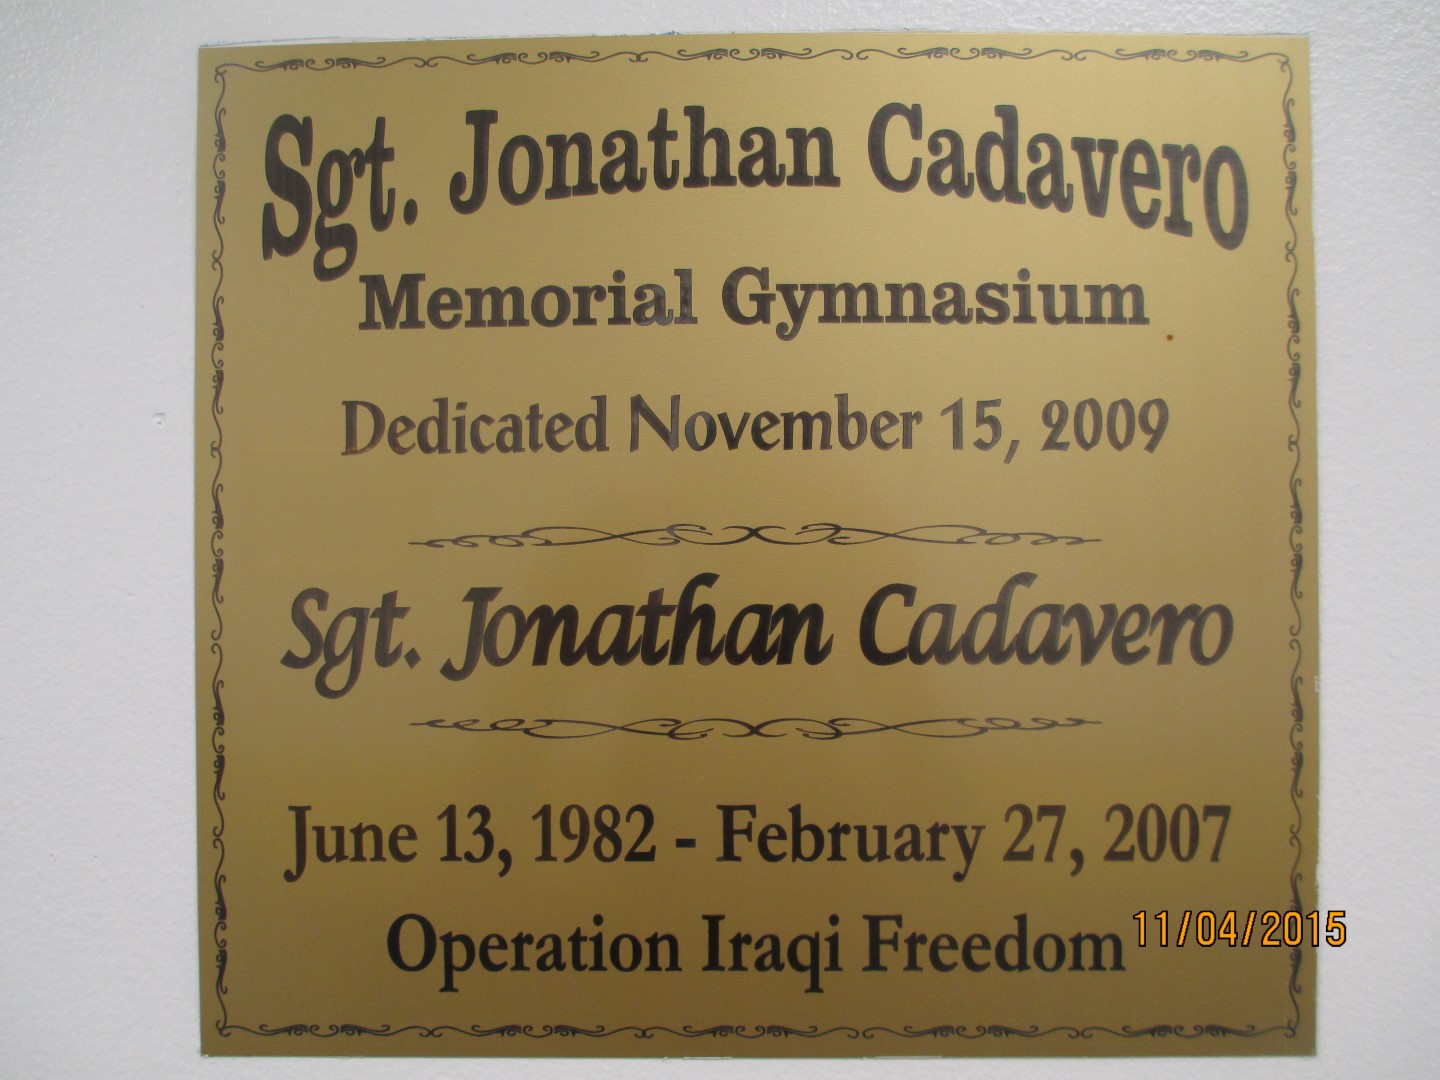 Sgt. Jonathan Cadavero
Memorial Gymnasium
Dedicated November 15, 2009
Sgt. Jonathan Cadavero
June 13, 1982 - February 27, 2007
Operation Iraqi Freedom
11/04/2015